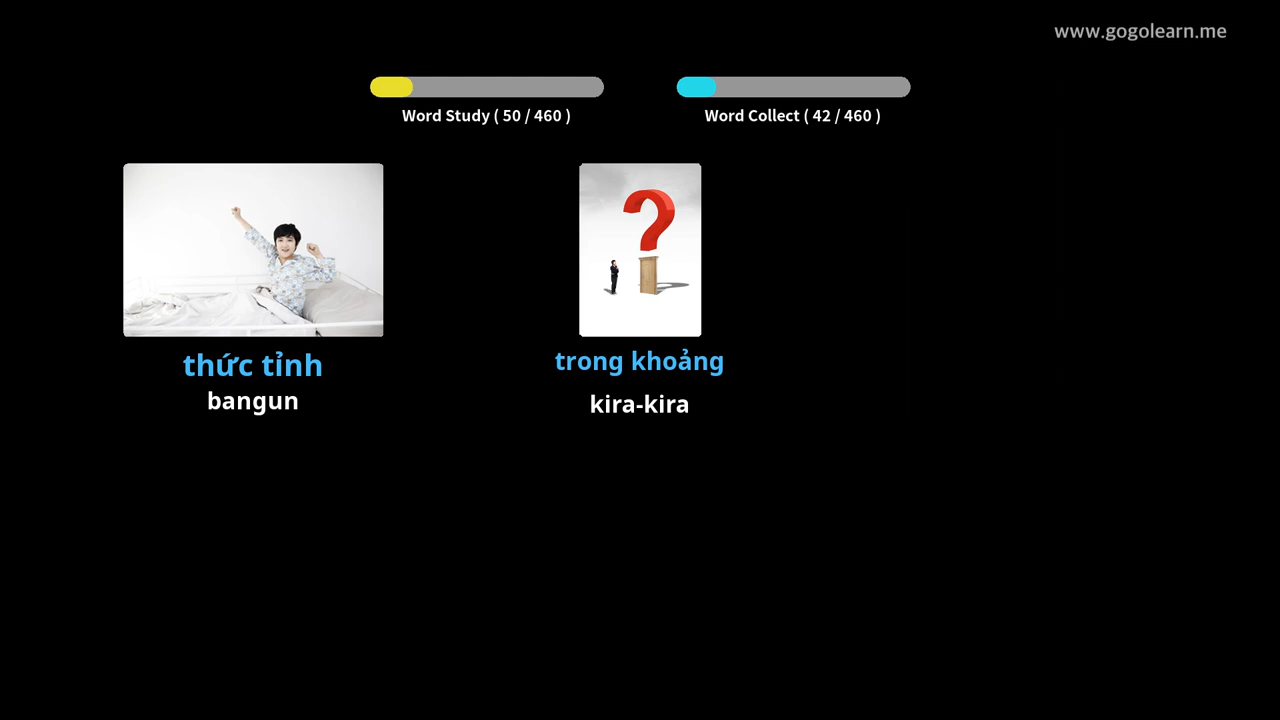 www.gogolearn.me
Word Study ( 50 / 460 )
Word Collect ( 42 / 460 )
thức tỉnh
bangun
trong khoảng
kira-kira